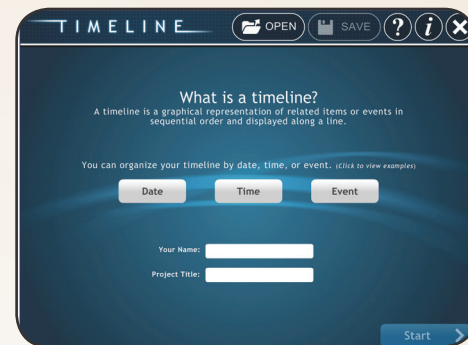 TIMELINE
OPEN
SAVE
?
i
What is a timeline?
A timeline is a graphical representation of related items or events in
sequential order and displayed along a line.
You can organize your timeline by date, time, or event. (Click to view examples)
Date
Time
Event
Your Name:
Project Title:
Start